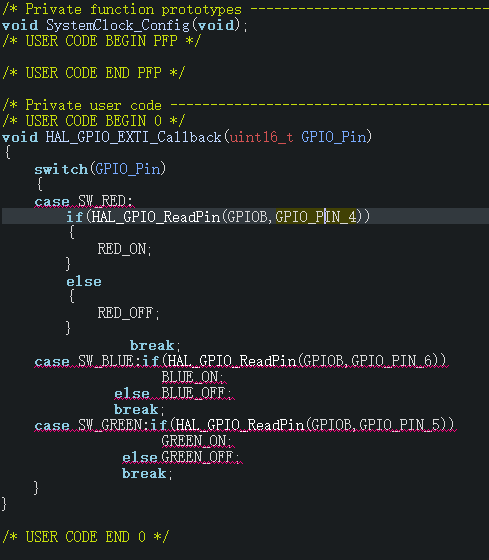 /* Private function prototypes -----------------------------
void SystemClock_Config(void);
/* USER CODE BEGIN PFP */
/* USER CODE END PFP */
/* Private user code ---------------------------------------
/* USER CODE BEGIN 0 */
void HAL_GPIO_EXTI_Callback(uint16_t GPIO_Pin)
{
switch(GPIO_Pin)
{
case SW_RED:
if(HAL_GPIO_ReadPin(GPIOB,GPIO_PIN_4))
{
RED_ON;
}
else
{
RED_OFF;
}
break;
case SW_BLUE:if(HAL_GPIO_ReadPin(GPIOB,GPIO_PIN_6))
BLUE_ON;
else BLUE_OFF;
break;
case SW_GREEN:if(HAL_GPIO_ReadPin(GPIOB,GPIO_PIN_5))
GREEN_ON;
else GREEN_OFF;
break;
}
}
/* USER CODE END 0 */